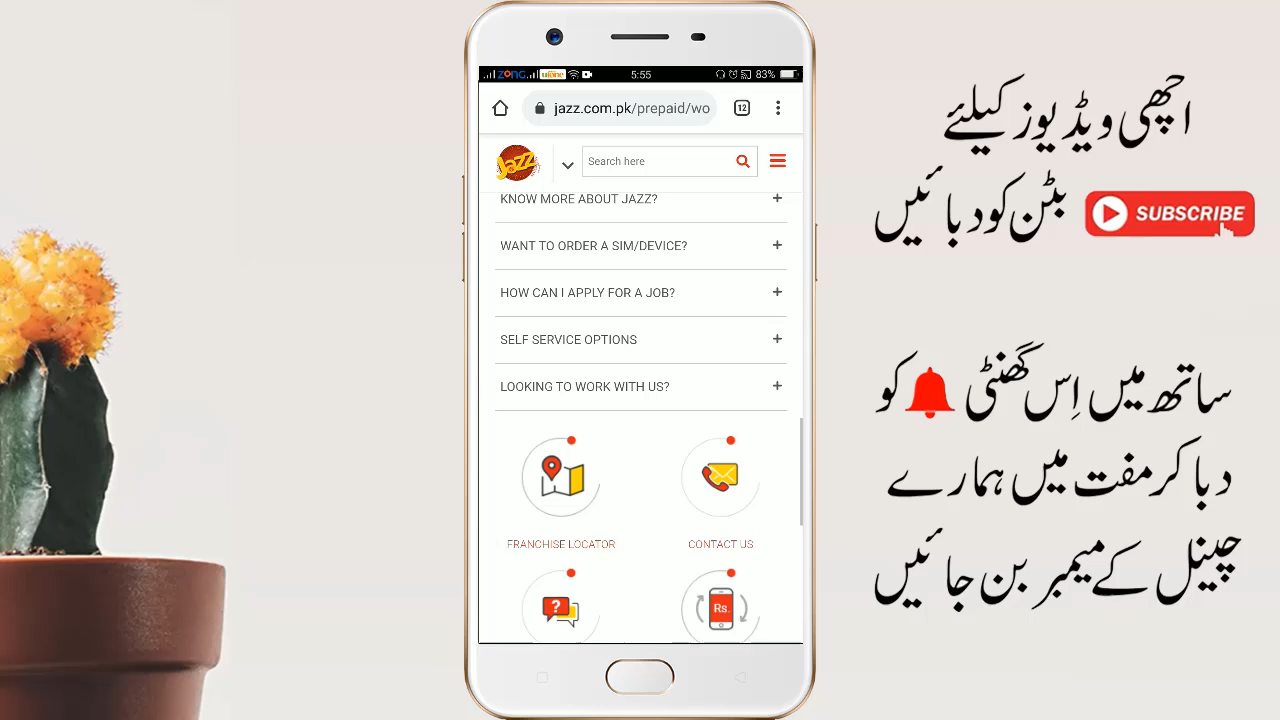 ZONG
ufone
5:55
83%
jazz.com.pk/prepaid/wo
12
Jazz
Search here
KNOW MORE ABOUT JAZZ?
WANT TO ORDER A SIM/DEVICE?
HOW CAN I APPLY FOR A JOB?
SELF SERVICE OPTIONS
LOOKING TO WORK WITH US?
FRANCHISE LOCATOR
CONTACT US
?
Rs.
اچھی ویڈیوز کیلئے
SUBSCRIBE بٹن کو دبائیں
ساتھ میں اِس گھنٹی کو
دبا کر مفت میں ہمارے
چینل کے میمبر بن جائیں